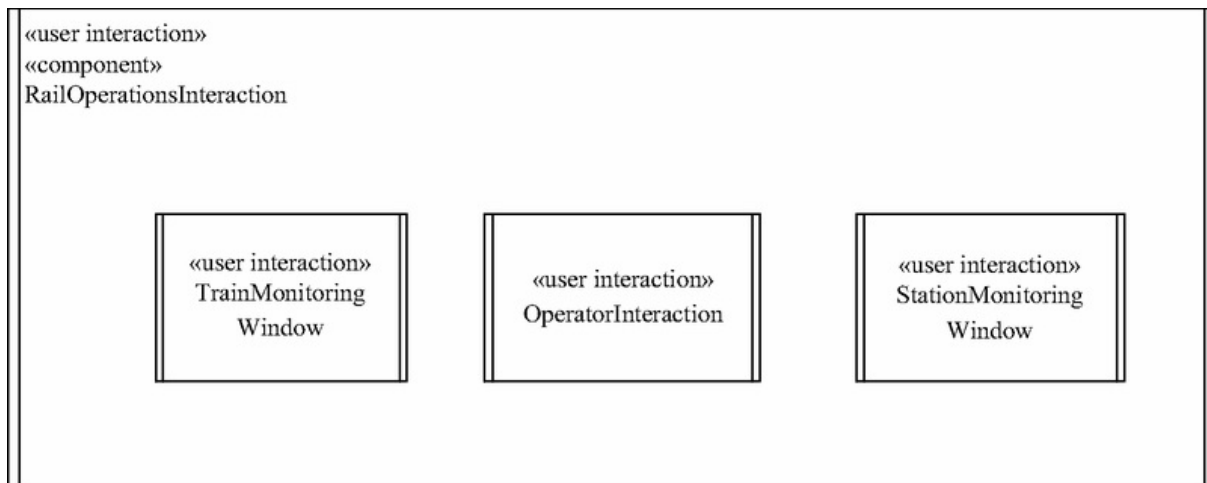 «user interaction»
«component»
RailOperationsInteraction
«user interaction»
TrainMonitoring
Window
«user interaction»
OperatorInteraction
«user interaction»
StationMonitoring
Window